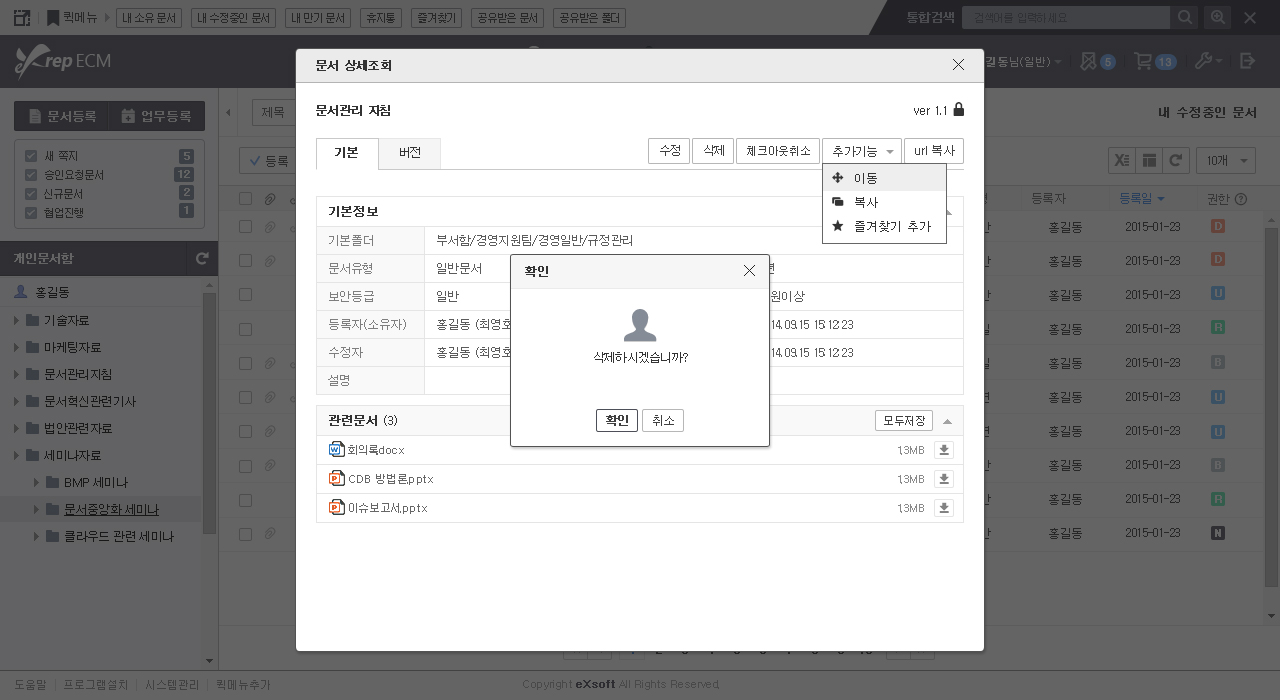 퀵메뉴 내 소유 문서 내 수정중인 문서 내 만기 문서 휴지통 즐겨찾기 공유받은 문서 공유받은 폴더 통합검색 검색어를 입력하세요
eXrep ECM 길동님(일반) 5 13
문서등록 업무등록
새 쪽지 5
승인요청문서 12
신규문서 2
협업진행 1
개인문서함
홍길동
기술자료
마케팅자료
문서관리지침
문서혁신관련기사
법안관련자료
세미나자료
BMP 세미나
문서중앙화 세미나
클라우드 관련 세미나
제목 내 수정중인 문서
등록 10개
등록자 등록일 권한
홍길동 2015-01-23 D
홍길동 2015-01-23 D
홍길동 2015-01-23 U
홍길동 2015-01-23 R
홍길동 2015-01-23 B
홍길동 2015-01-23 U
홍길동 2015-01-23 U
홍길동 2015-01-23 B
홍길동 2015-01-23 R
홍길동 2015-01-23 N
문서 상세조회
문서관리 지침 ver 1.1
기본 버전 수정 삭제 체크아웃취소 추가기능 url 복사
이동
복사
즐겨찾기 추가
기본정보
기본폴더 부서함/경영지원팀/경영일반/규정관리
문서유형 일반문서
보안등급 일반 원이상
등록자(소유자) 홍길동 (최영호 14.09.15 15:12:23
수정자 홍길동 (최영호 14.09.15 15:12:23
설명
확인
삭제하시겠습니까?
확인 취소
관련문서 (3) 모두저장
회의록.docx 1,3MB
CDB 방법론.pptx 1,3MB
이슈보고서.pptx 1,3MB
도움말 프로그램설치 시스템관리 퀵메뉴추가 Copyright eXsoft All Rights Reserved.